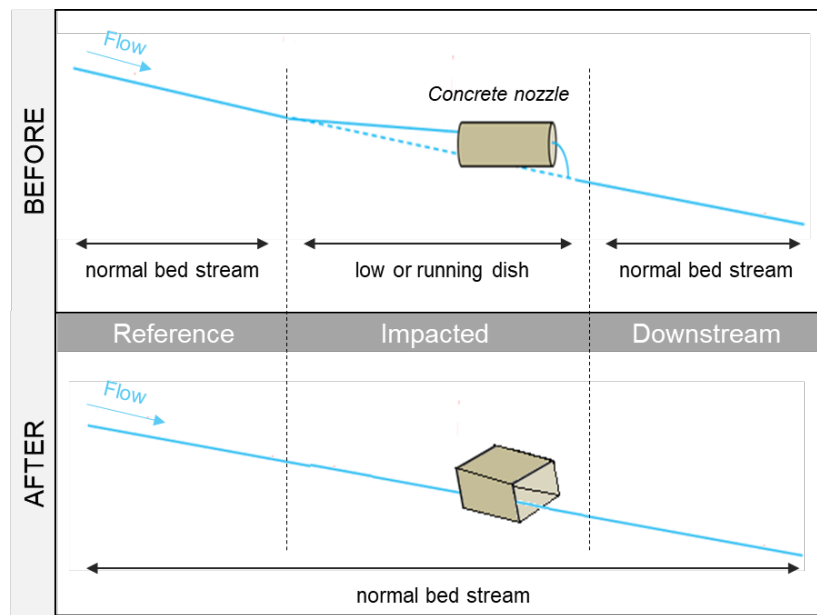 BEFORE
Flow
Concrete nozzle
normal bed stream
low or running dish
normal bed stream
Reference
Impacted
Downstream
AFTER
Flow
normal bed stream